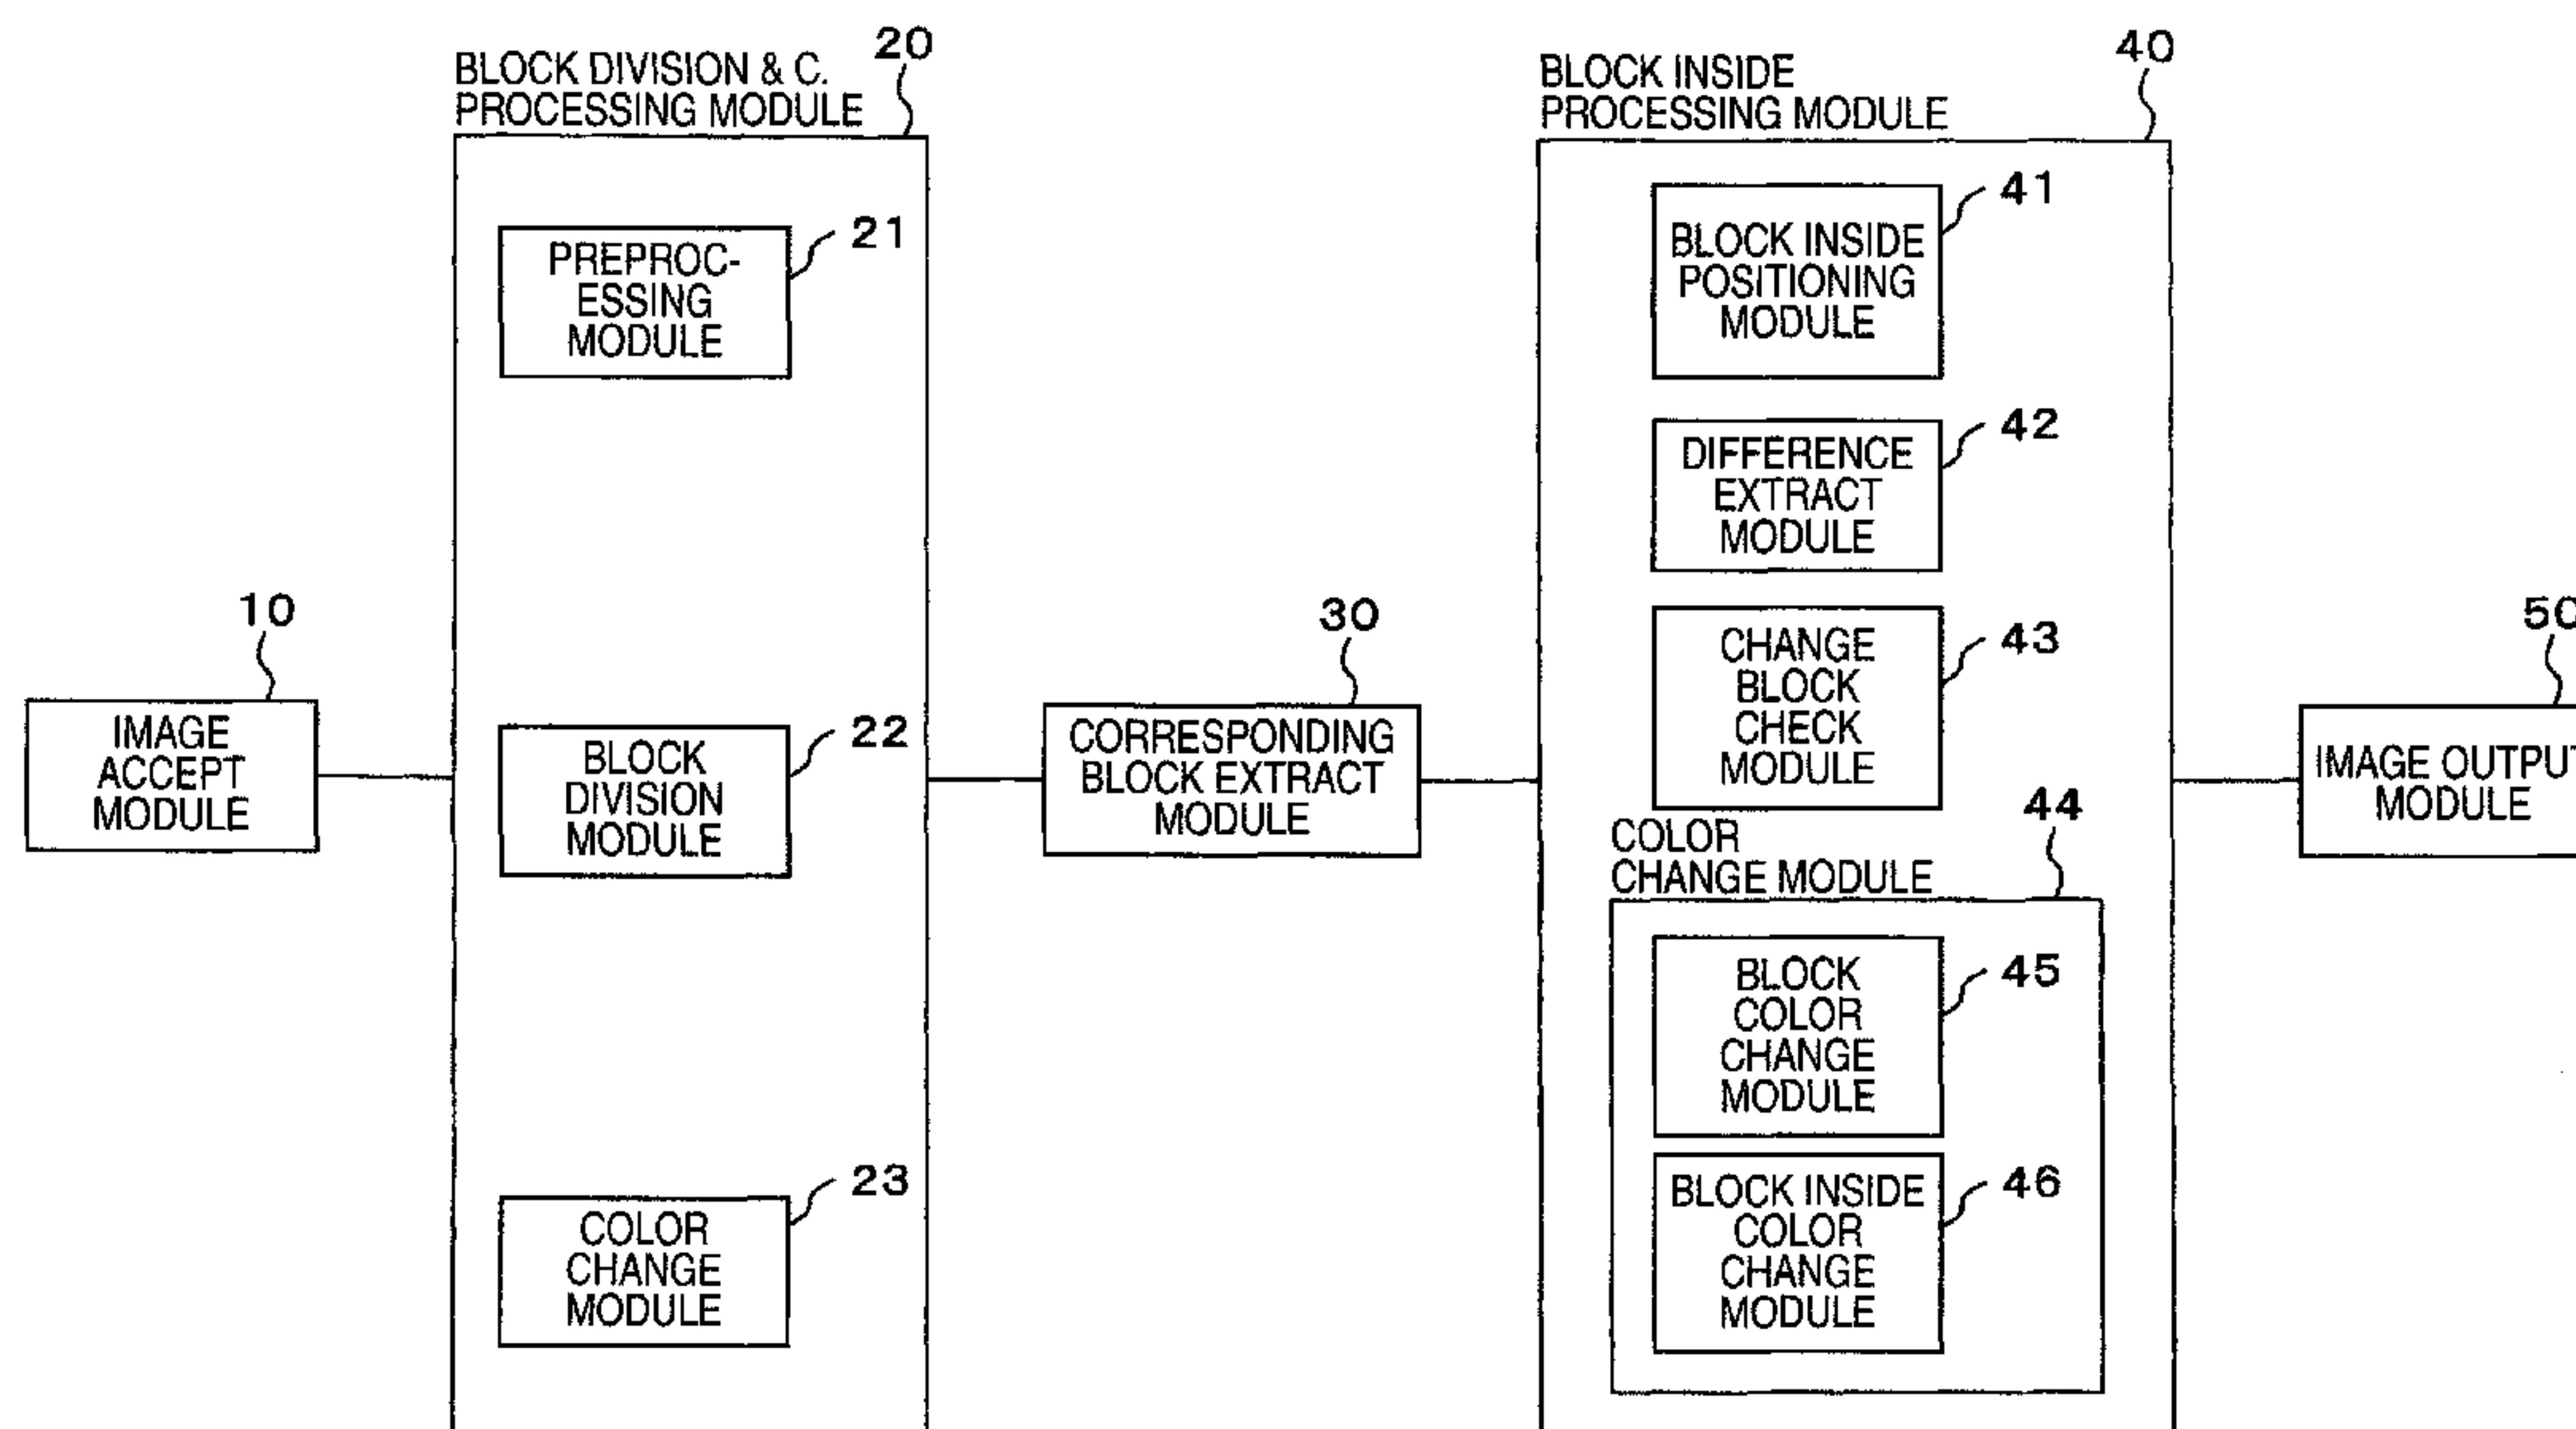 20
BLOCK DIVISION & C.
PROCESSING MODULE
21
PREPROC-
ESSING
MODULE
10
IMAGE
ACCEPT
MODULE
22
BLOCK
DIVISION
MODULE
23
COLOR
CHANGE
MODULE
30
CORRESPONDING
BLOCK EXTRACT
MODULE
40
BLOCK INSIDE
PROCESSING MODULE
41
BLOCK INSIDE
POSITIONING
MODULE
42
DIFFERENCE
EXTRACT
MODULE
43
CHANGE
BLOCK
CHECK
MODULE
44
COLOR
CHANGE MODULE
45
BLOCK
COLOR
CHANGE
MODULE
46
BLOCK INSIDE
COLOR
CHANGE
MODULE
50
IMAGE OUTPUT
MODULE